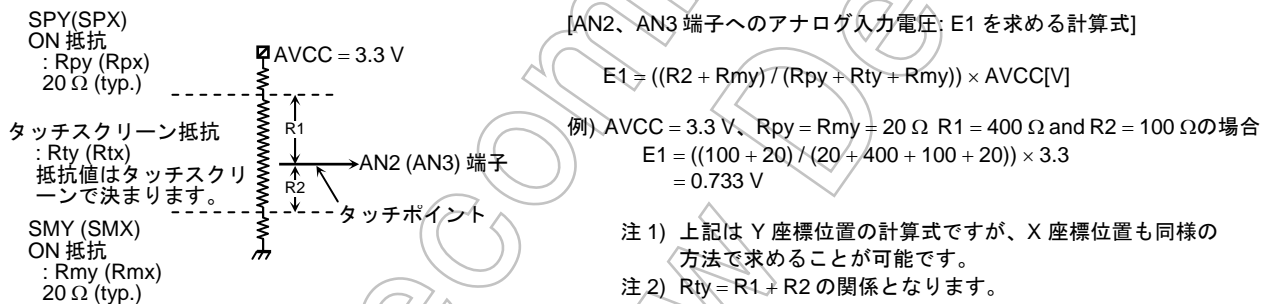 SPY(SPX)
ON 抵抗
: Rpy (Rpx)
20 Ω (typ.)
AVCC = 3.3 V
R1
タッチスクリーン抵抗
: Rty (Rtx)
抵抗値はタッチスクリ
ーンで決まります。
AN2 (AN3) 端子
R2
タッチポイント
SMY (SMX)
ON 抵抗
: Rmy (Rmx)
20 Ω (typ.)
[AN2、AN3 端子へのアナログ入力電圧: E1 を求める計算式]
E1 = ((R2 + Rmy) / (Rpy + Rty + Rmy)) × AVCC[V]
例) AVCC = 3.3 V、Rpy = Rmy = 20 Ω R1 = 400 Ω and R2 = 100 Ωの場合
E1 = ((100 + 20) / (20 + 400 + 100 + 20)) × 3.3
= 0.733 V
注 1) 上記は Y 座標位置の計算式ですが、X 座標位置も同様の
方法で求めることが可能です。
注 2) Rty = R1 + R2 の関係となります。